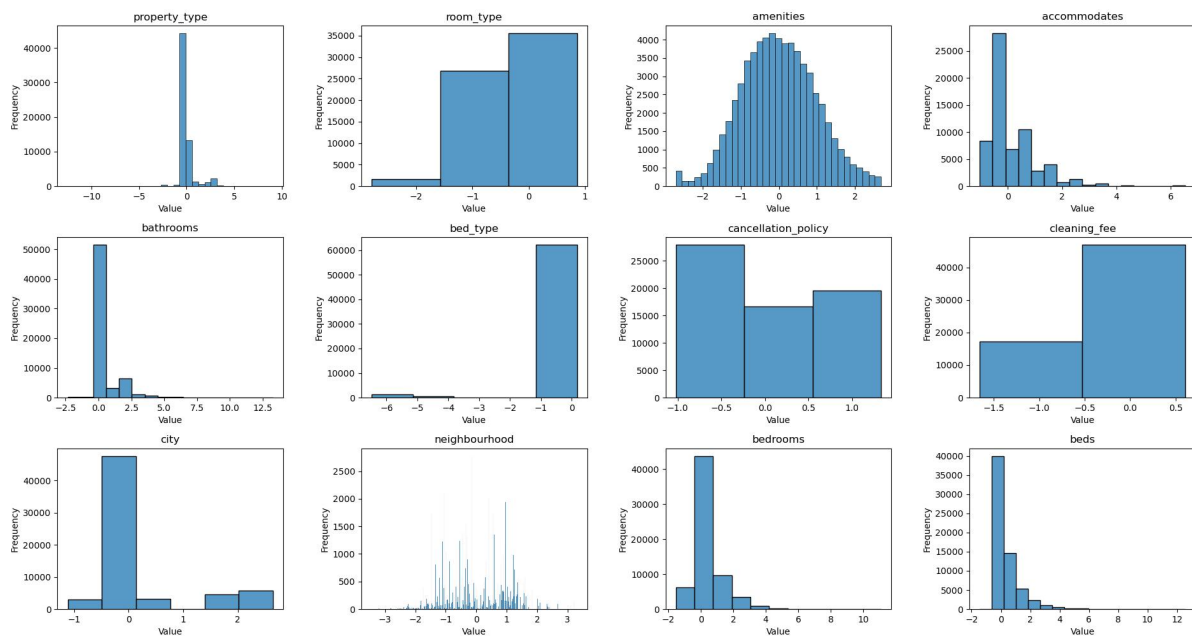 property_type
Frequency
40000
30000
20000
10000
0
−10 −5 0 5 10
Value
room_type
Frequency
35000
30000
25000
20000
15000
10000
5000
0
−2 −1 0 1
Value
amenities
Frequency
4000
3500
3000
2500
2000
1500
1000
500
0
−2 −1 0 1 2
Value
accommodates
Frequency
25000
20000
15000
10000
5000
0
0 2 4 6
Value
bathrooms
Frequency
50000
40000
30000
20000
10000
0
−2.5 0.0 2.5 5.0 7.5 10.0 12.5
Value
bed_type
Frequency
60000
50000
40000
30000
20000
10000
0
−6 −5 −4 −3 −2 −1 0
Value
cancellation_policy
Frequency
25000
20000
15000
10000
5000
0
−1.0 −0.5 0.0 0.5 1.0
Value
cleaning_fee
Frequency
40000
30000
20000
10000
0
−1.5 −1.0 −0.5 0.0 0.5
Value
city
Frequency
50000
40000
30000
20000
10000
0
−1 0 1 2
Value
neighbourhood
Frequency
2500
2000
1500
1000
500
0
−3 −2 −1 0 1 2 3
Value
bedrooms
Frequency
40000
30000
20000
10000
0
−2 0 2 4 6 8 10
Value
beds
Frequency
40000
35000
30000
25000
20000
15000
10000
5000
0
−2 0 2 4 6 8 10 12
Value